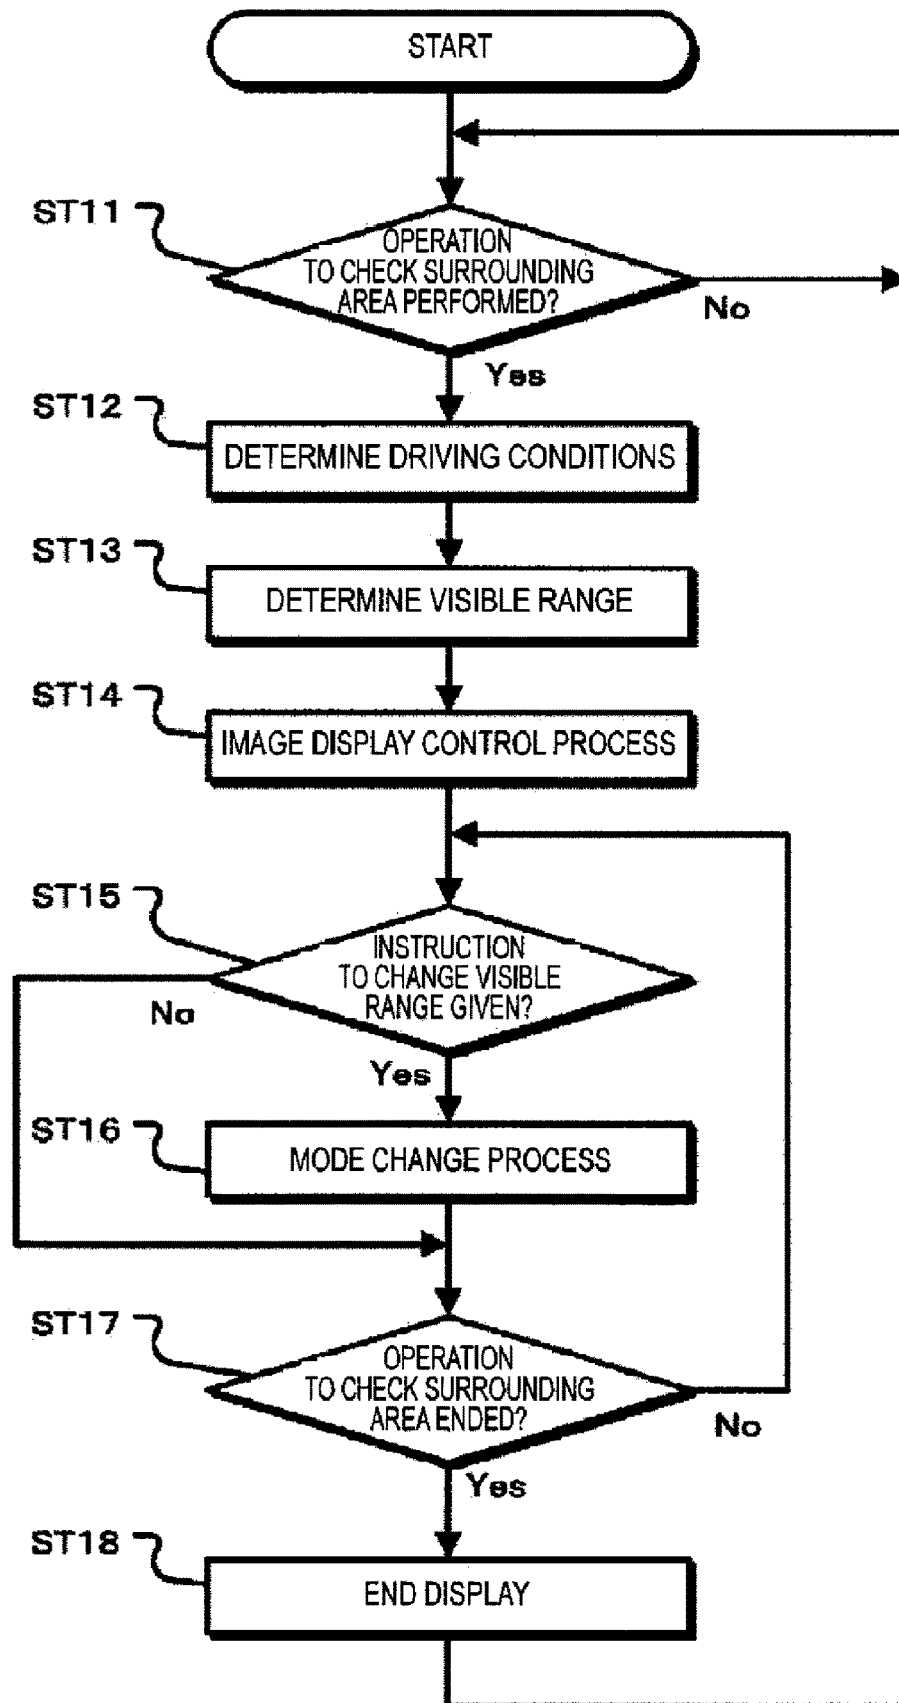 START
ST11
OPERATION
TO CHECK SURROUNDING
AREA PERFORMED?
No
Yes
ST12
DETERMINE DRIVING CONDITIONS
ST13
DETERMINE VISIBLE RANGE
ST14
IMAGE DISPLAY CONTROL PROCESS
ST15
INSTRUCTION
TO CHANGE VISIBLE
RANGE GIVEN?
No
Yes
ST16
MODE CHANGE PROCESS
ST17
OPERATION
TO CHECK SURROUNDING
AREA ENDED?
No
Yes
ST18
END DISPLAY